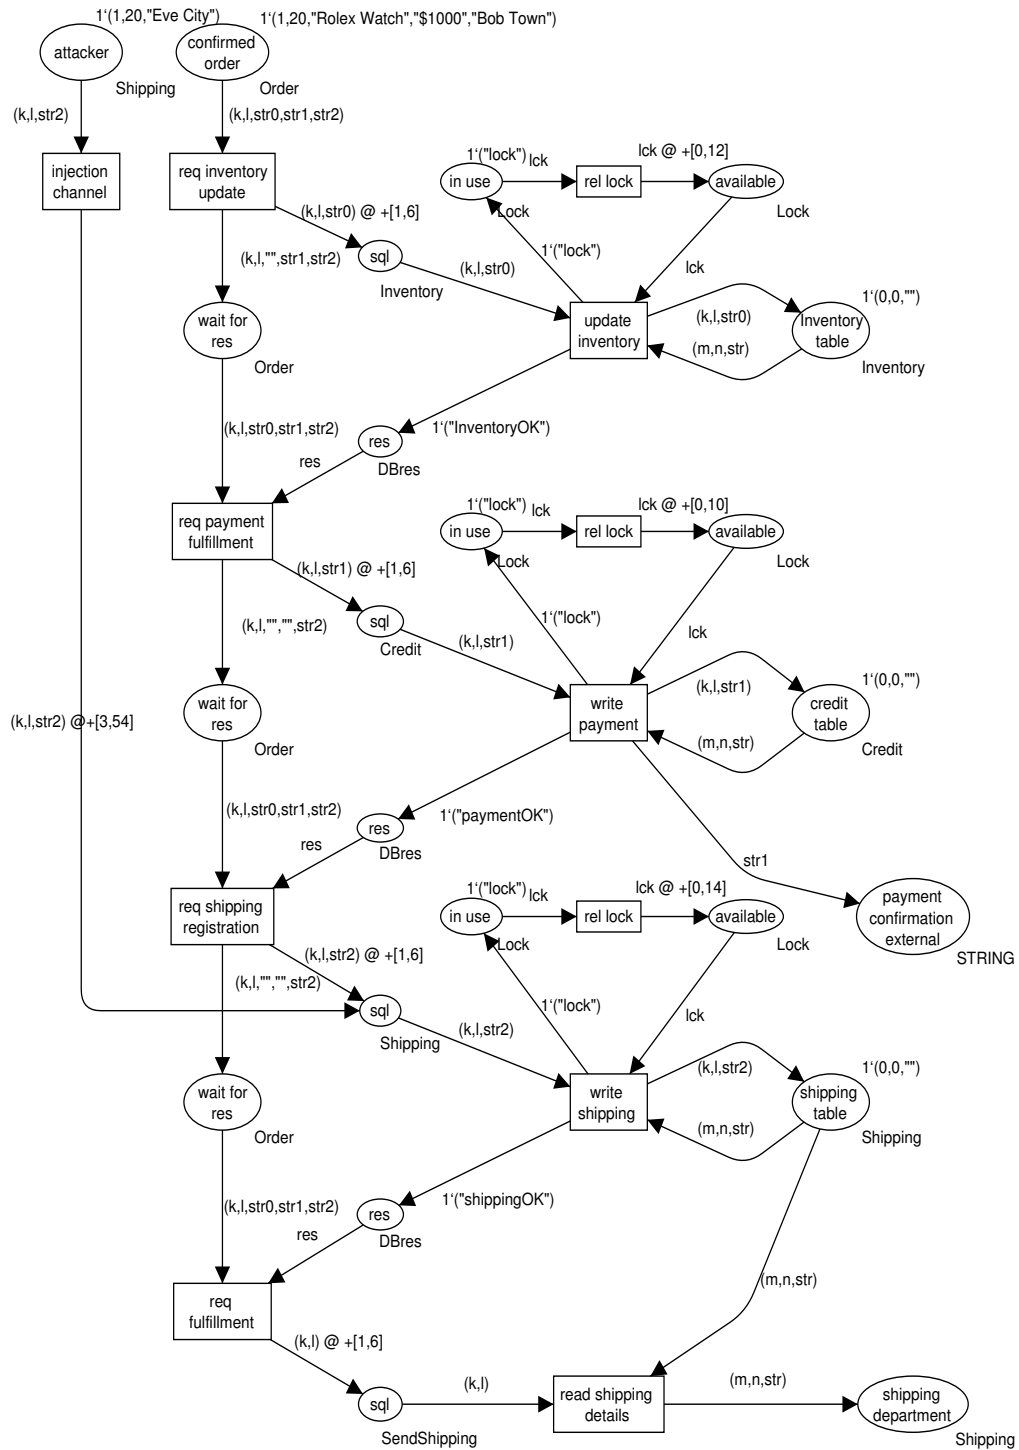 1‘(1,20,"Eve City")
1‘(1,20,"Rolex Watch","$1000","Bob Town")
attacker
confirmed
order
Shipping
Order
(k,l,str2)
(k,l,str0,str1,str2)
injection
channel
req inventory
update
1‘("lock")
lck
lck @ +[0,12]
in use
rel lock
available
Lock
Lock
(k,l,str0) @ +[1,6]
(k,l,"",str1,str2)
sql
Inventory
(k,l,str0)
1‘("lock")
lck
wait for
res
Order
update
inventory
(k,l,str0)
(m,n,str)
1‘(0,0,"")
Inventory
table
Inventory
(k,l,str0,str1,str2)
res
res
DBres
1‘("InventoryOK")
req payment
fulfillment
1‘("lock")
lck
lck @ +[0,10]
in use
rel lock
available
Lock
Lock
(k,l,str1) @ +[1,6]
(k,l,"","",str2)
sql
Credit
(k,l,str1)
1‘("lock")
lck
(k,l,str2) @+[3,54]
wait for
res
Order
write
payment
(k,l,str1)
(m,n,str)
1‘(0,0,"")
credit
table
Credit
(k,l,str0,str1,str2)
res
res
DBres
1‘("paymentOK")
str1
payment
confirmation
external
STRING
req shipping
registration
1‘("lock")
lck
lck @ +[0,14]
in use
rel lock
available
Lock
Lock
(k,l,str2) @ +[1,6]
(k,l,"","",str2)
sql
Shipping
(k,l,str2)
1‘("lock")
lck
wait for
res
Order
write
shipping
(k,l,str2)
(m,n,str)
1‘(0,0,"")
shipping
table
Shipping
(k,l,str0,str1,str2)
res
res
DBres
1‘("shippingOK")
(m,n,str)
req
fulfillment
(k,l) @ +[1,6]
sql
SendShipping
(k,l)
read shipping
details
(m,n,str)
shipping
department
Shipping